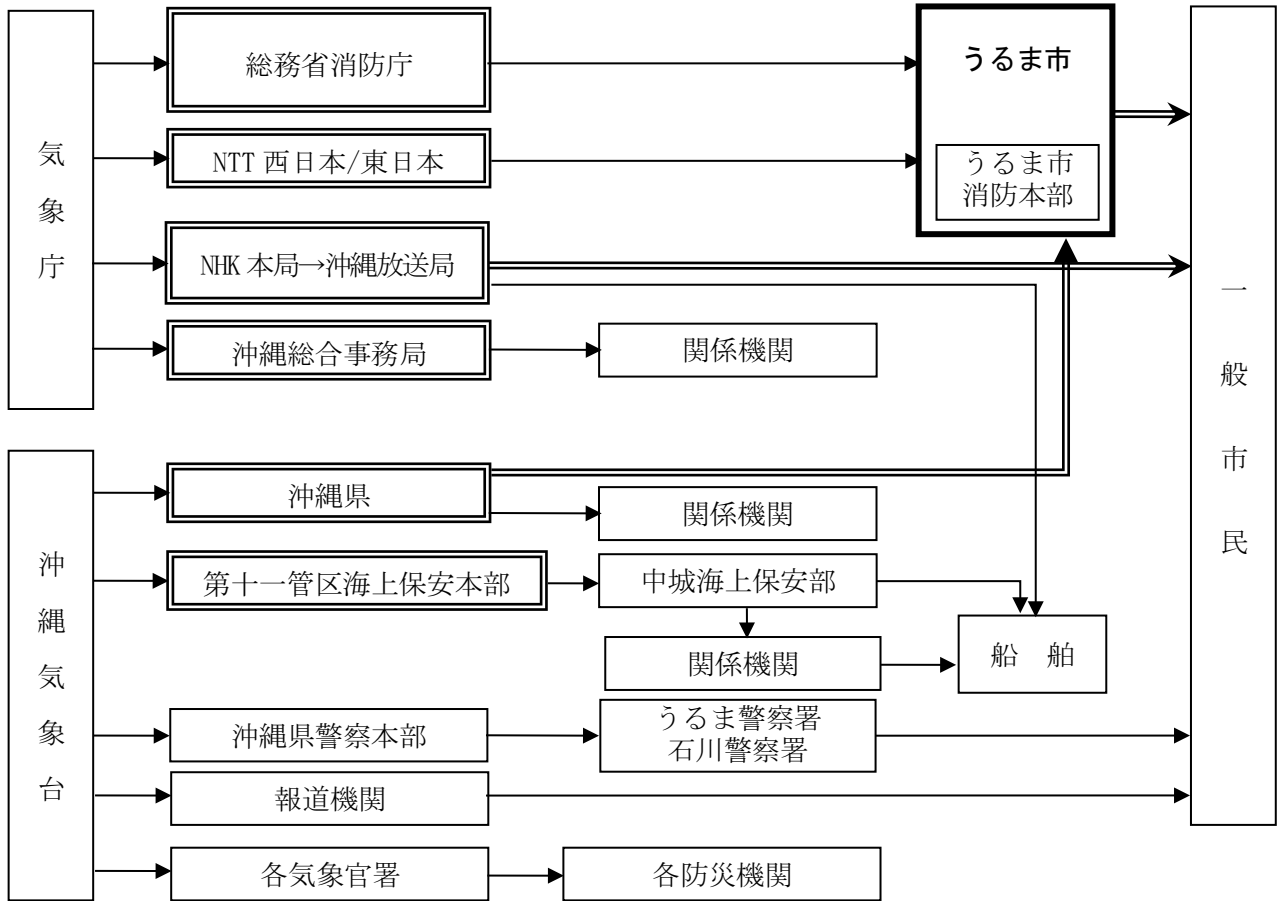 気象庁
総務省消防庁
NTT 西日本/東日本
NHK 本局→沖縄放送局
沖縄総合事務局
関係機関
うるま市
うるま市
消防本部
一般市民
沖縄気象台
沖縄県
関係機関
第十一管区海上保安本部
中城海上保安部
関係機関
船　舶
沖縄県警察本部
うるま警察署
石川警察署
報道機関
各気象官署
各防災機関